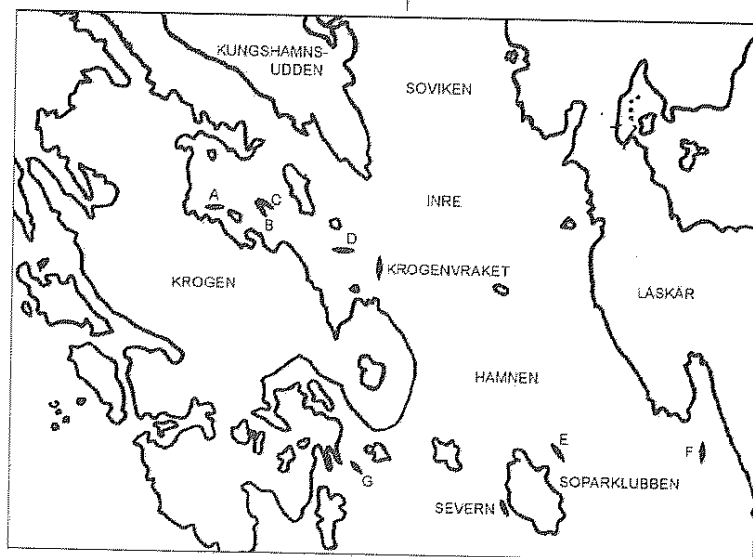 KUNGSHAMNS-
UDDEN
SOVIKEN
A
C
B
INRE
D
KROGENVRAKET
KROGEN
LÅSKÄR
HAMNEN
E
F
G
SOPARKLUBBEN
SEVERN